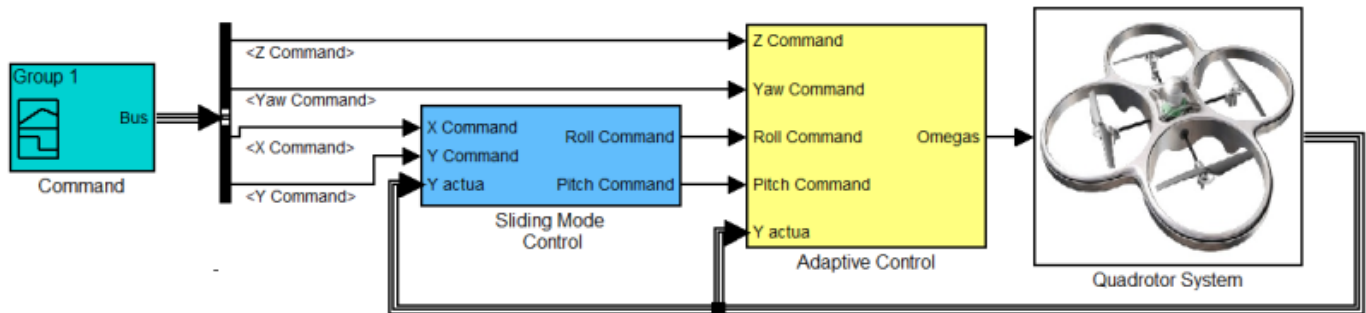 Group 1
Bus
Command
<Z Command>
<Yaw Command>
<X Command>
<Y Command>
X Command
Y Command
Y actua
Roll Command
Pitch Command
Sliding Mode
Control
Z Command
Yaw Command
Roll Command
Pitch Command
Y actua
Omegas
Adaptive Control
Quadrotor System